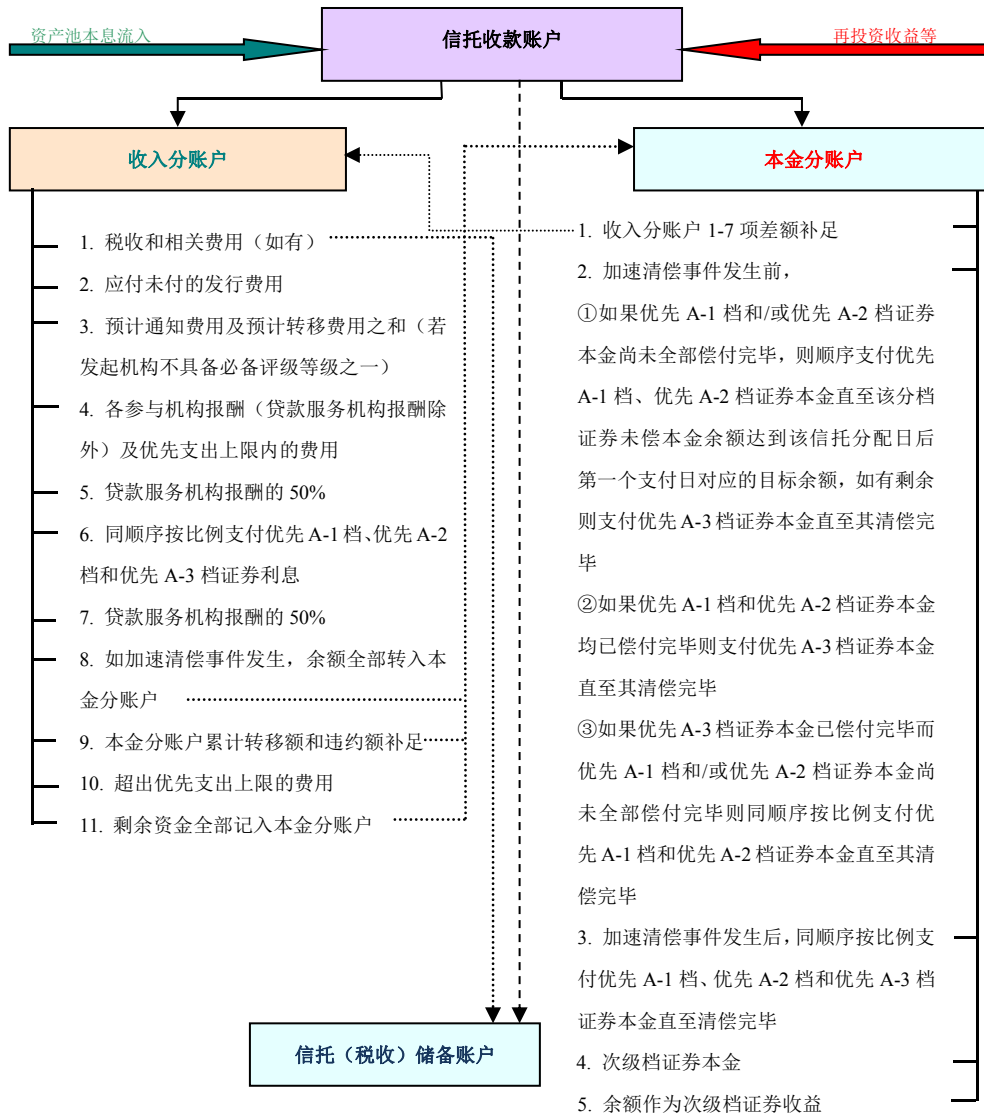 资产池本息流入
信托收款账户
再投资收益等
收入分账户
1. 税收和相关费用（如有）
2. 应付未付的发行费用
3. 预计通知费用及预计转移费用之和（若
发起机构不具备必备评级等级之一）
4. 各参与机构报酬（贷款服务机构报酬除
外）及优先支出上限内的费用
5. 贷款服务机构报酬的 50%
6. 同顺序按比例支付优先 A-1 档、优先 A-2
档和优先 A-3 档证券利息
7. 贷款服务机构报酬的 50%
8. 如加速清偿事件发生，余额全部转入本
金分账户
9. 本金分账户累计转移额和违约额补足
10. 超出优先支出上限的费用
11. 剩余资金全部记入本金分账户
本金分账户
1. 收入分账户 1-7 项差额补足
2. 加速清偿事件发生前，
①如果优先 A-1 档和/或优先 A-2 档证券
本金尚未全部偿付完毕，则顺序支付优先
A-1 档、优先 A-2 档证券本金直至该分档
证券未偿本金余额达到该信托分配日后
第一个支付日对应的目标余额，如有剩余
则支付优先 A-3 档证券本金直至其清偿完
毕
②如果优先 A-1 档和优先 A-2 档证券本金
均已偿付完毕则支付优先 A-3 档证券本金
直至其清偿完毕
③如果优先 A-3 档证券本金已偿付完毕而
优先 A-1 档和/或优先 A-2 档证券本金尚
未全部偿付完毕则同顺序按比例支付优
先 A-1 档和优先 A-2 档证券本金直至其清
偿完毕
3. 加速清偿事件发生后，同顺序按比例支
付优先 A-1 档、优先 A-2 档和优先 A-3 档
证券本金直至清偿完毕
4. 次级档证券本金
5. 余额作为次级档证券收益
信托（税收）储备账户